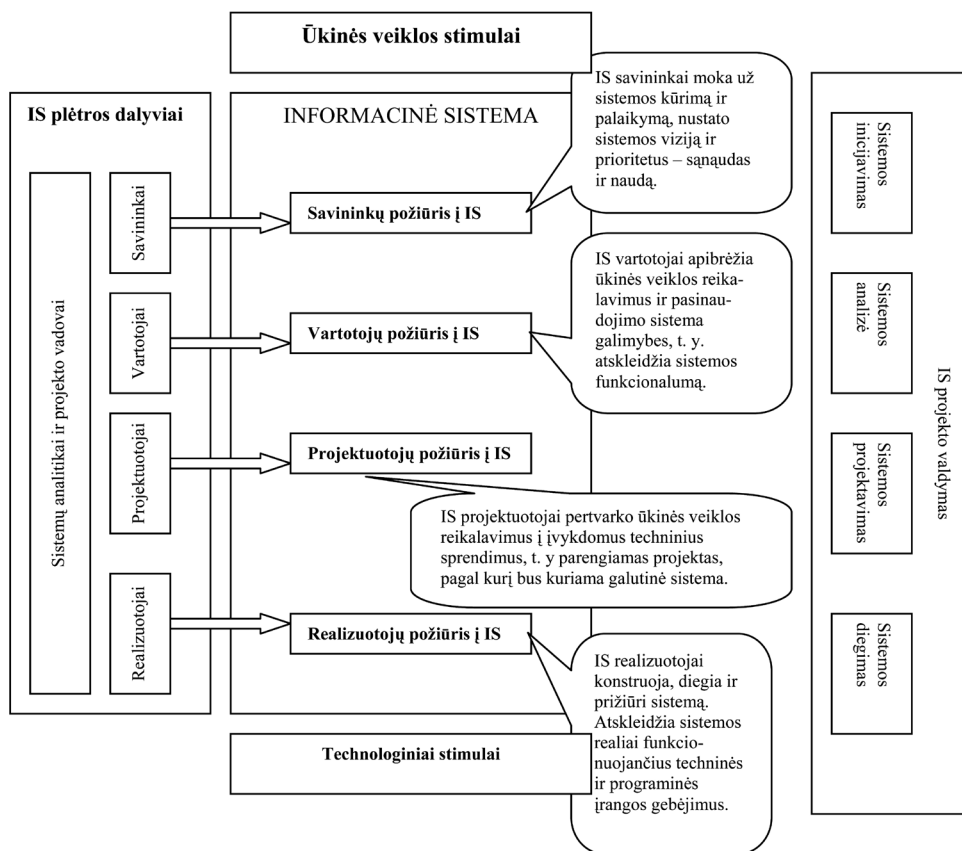 Ūkinės veiklos stimulai
IS plėtros dalyviai
Sistemų analitikai ir projekto vadovai
Savininkai
Vartotojai
Projektuotojai
Realizuotojai
INFORMACINĖ SISTEMA
Savininkų požiūris į IS
IS savininkai moka už
sistemos kūrimą ir
palaikymą, nustato
sistemos viziją ir
prioritetus – sąnaudas
ir naudą.
Vartotojų požiūris į IS
IS vartotojai apibrėžia
ūkinės veiklos reika-
lavimus ir pasinau-
dojimo sistema
galimybes, t. y.
atskleidžia sistemos
funkcionalumą.
Projektuotojų požiūris į IS
IS projektuotojai pertvarko ūkinės veiklos
reikalavimus į įvykdomus techninius
sprendimus, t. y parengiamas projektas,
pagal kurį bus kuriama galutinė sistema.
Realizuotojų požiūris į IS
IS realizuotojai
konstruoja, diegia ir
prižiūri sistemą.
Atskleidžia sistemos
realiai funkcio-
nuojančius techninės
ir programinės
įrangos gebėjimus.
Technologiniai stimulai
Sistemos
inicijavimas
Sistemos
analizė
Sistemos
projektavimas
Sistemos
diegimas
IS projekto valdymas